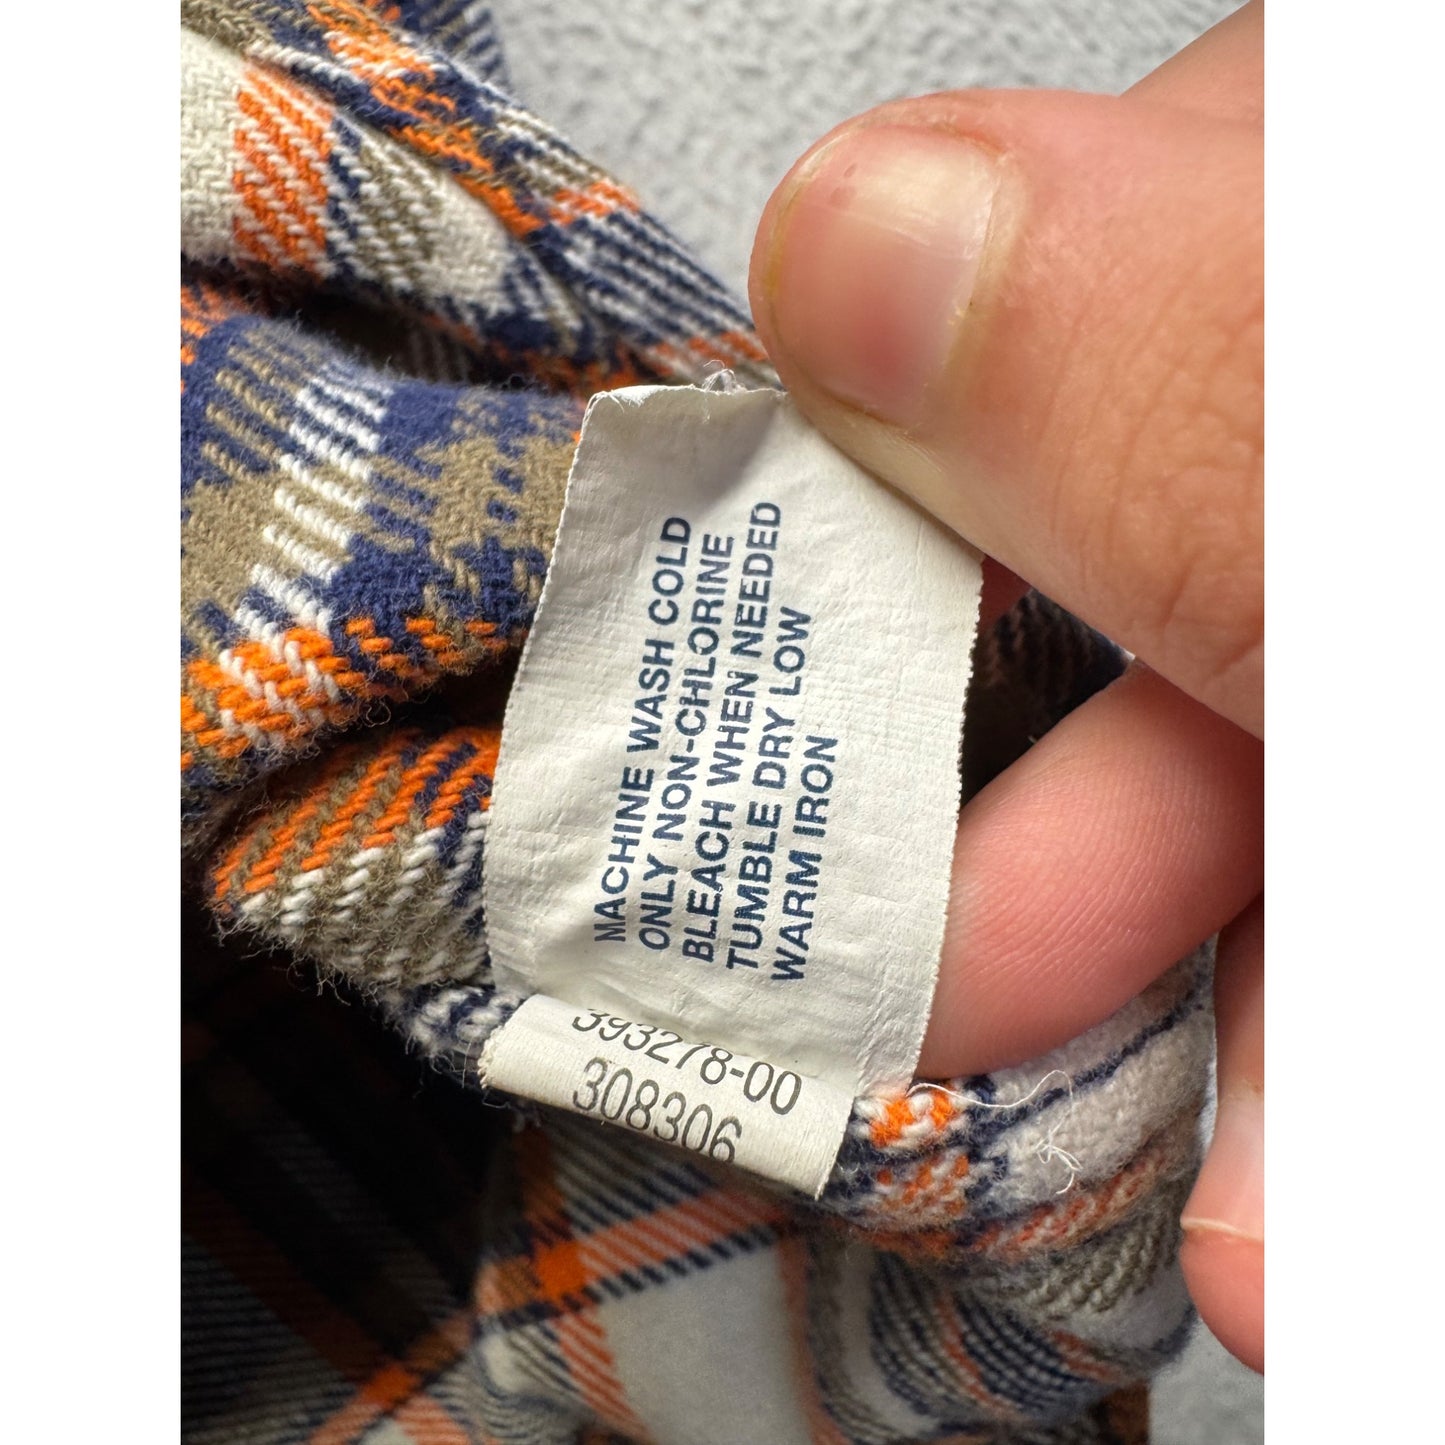 MACHINE WASH COLD
ONLY NON-CHLORINE
BLEACH WHEN NEEDED
TUMBLE DRY LOW
WARM IRON
393278-00
308306